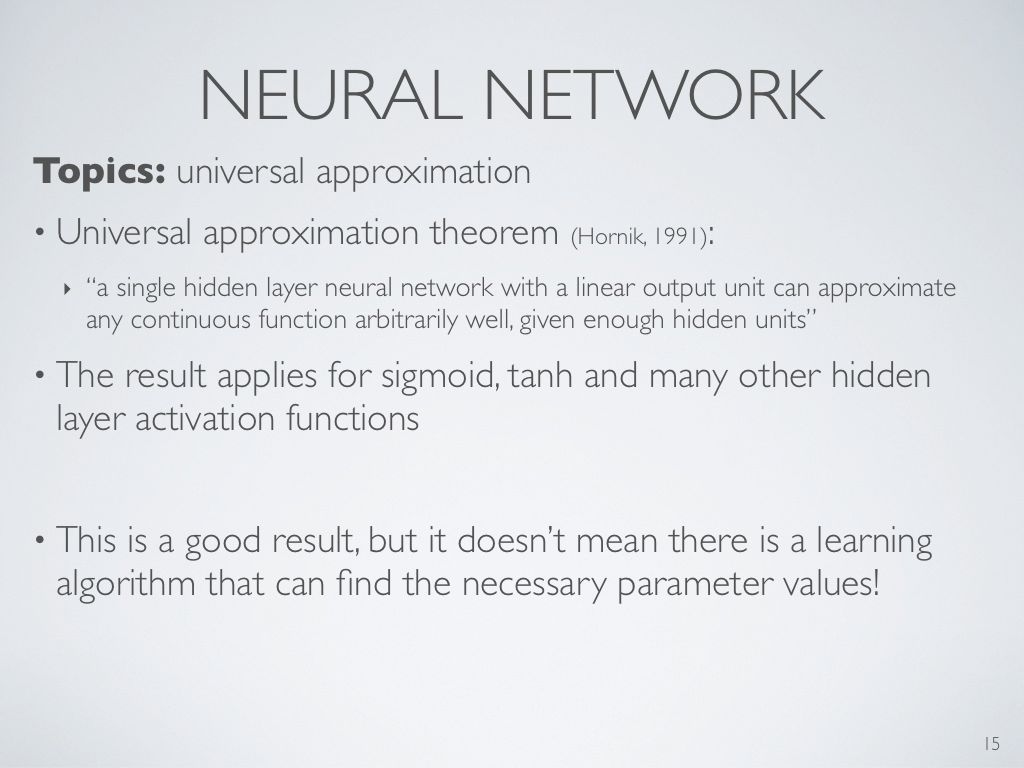 NEURAL NETWORK
Topics: universal approximation
• Universal approximation theorem (Hornik, 1991):
‣ “a single hidden layer neural network with a linear output unit can approximate
any continuous function arbitrarily well, given enough hidden units”
• The result applies for sigmoid, tanh and many other hidden
layer activation functions
• This is a good result, but it doesn’t mean there is a learning
algorithm that can find the necessary parameter values!
15